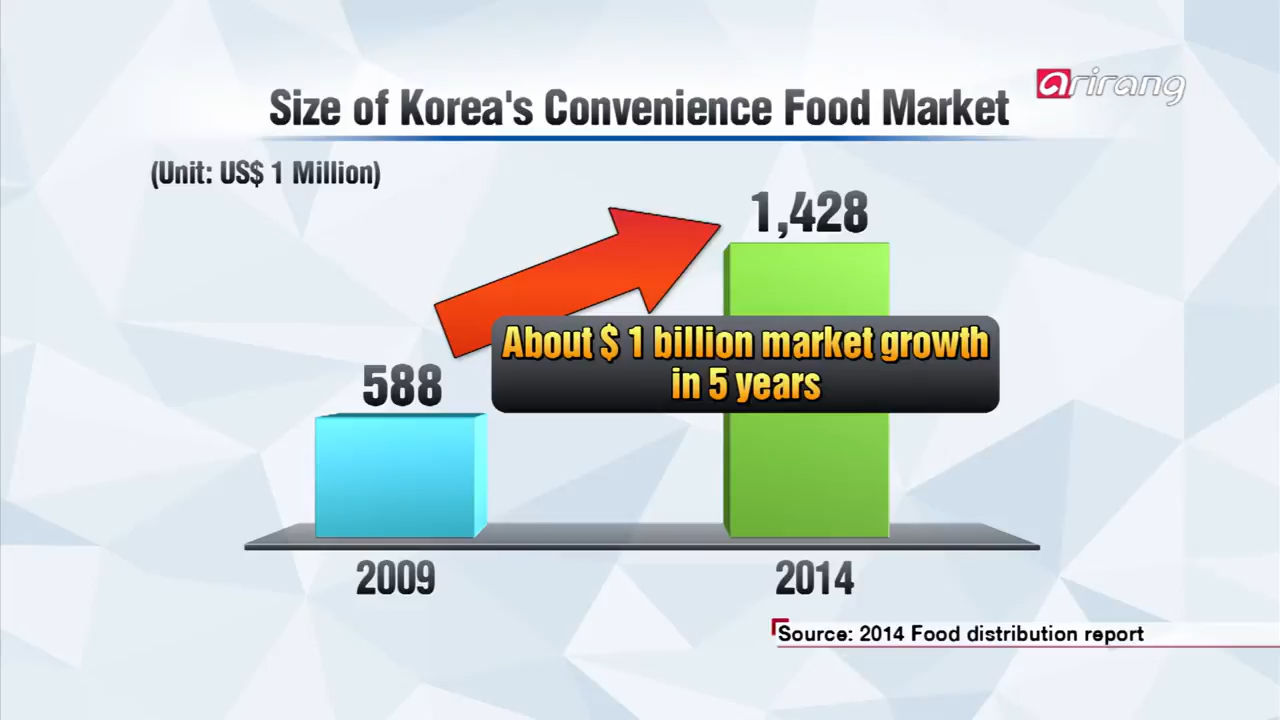 arirang
Size of Korea's Convenience Food Market
(Unit: US$ 1 Million)
1,428
588
About $ 1 billion market growth
in 5 years
2009
2014
Source: 2014 Food distribution report